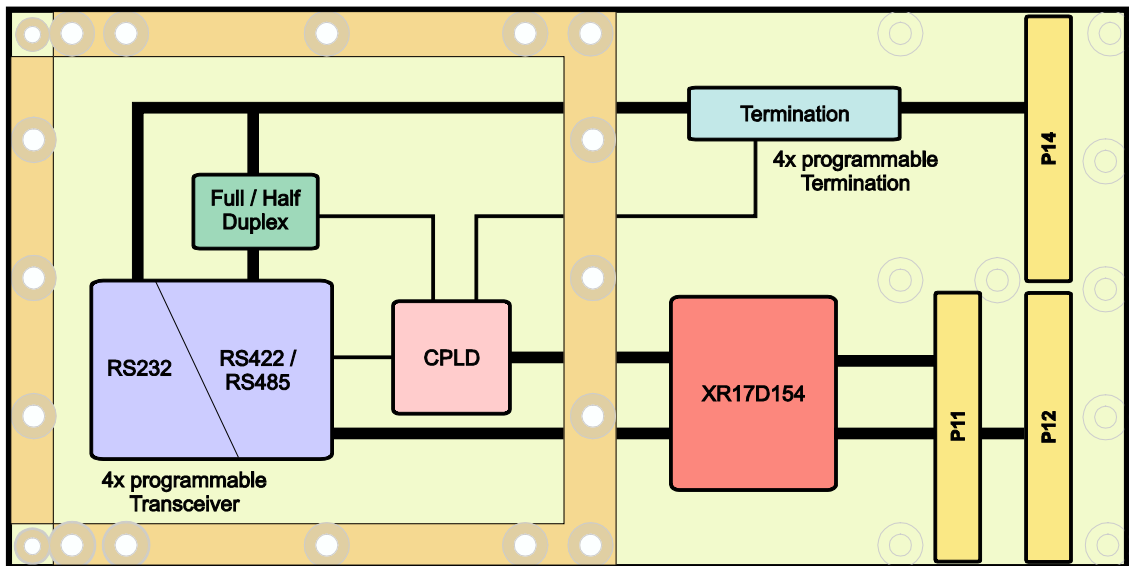 Termination
P14
4x programmable
Termination
Full / Half
Duplex
RS232
RS422 /
RS485
CPLD
XR17D154
P11
P12
4x programmable
Transceiver